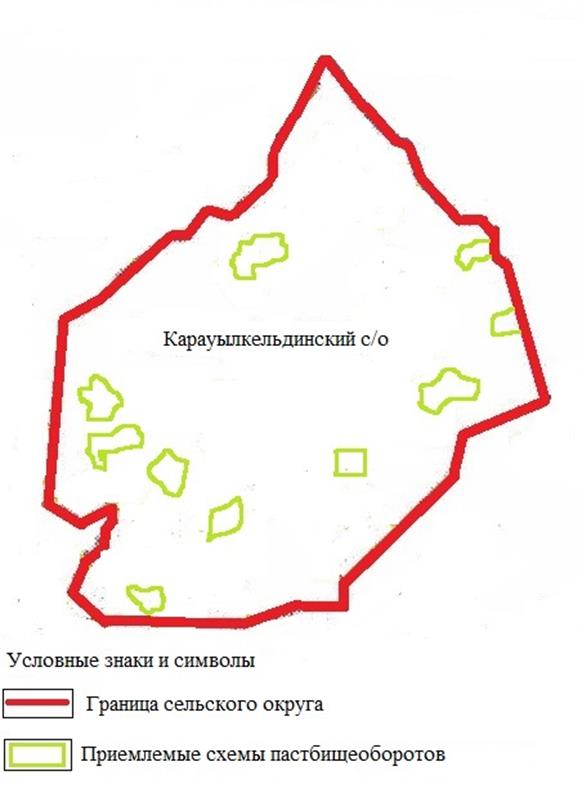 Карауылкельдинский с/о
Условные знаки и символы
Граница сельского округа
Приемлемые схемы пастбищеоборотов